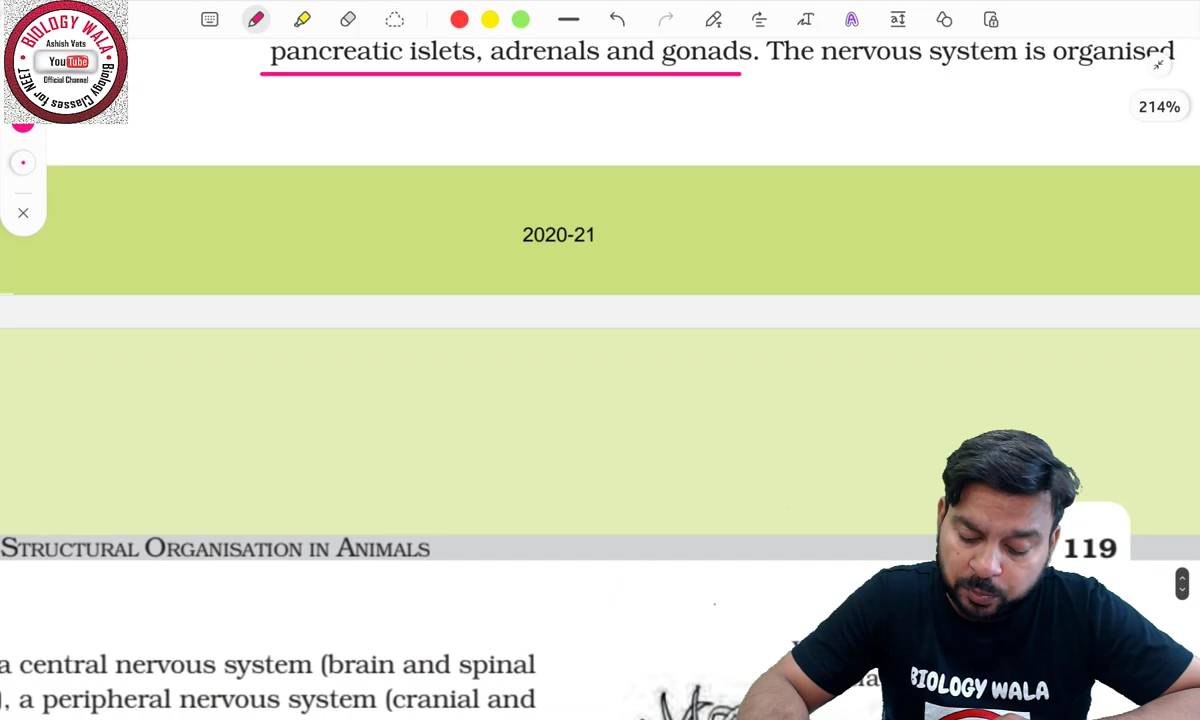 BIOLOGY WALA
Ashish Vats
YouTube
Official Channel
Biology Classes for NEET
pancreatic islets, adrenals and gonads. The nervous system is organised
214%
2020-21
STRUCTURAL ORGANISATION IN ANIMALS
119
a central nervous system (brain and spinal
), a peripheral nervous system (cranial and
BIOLOGY WALA